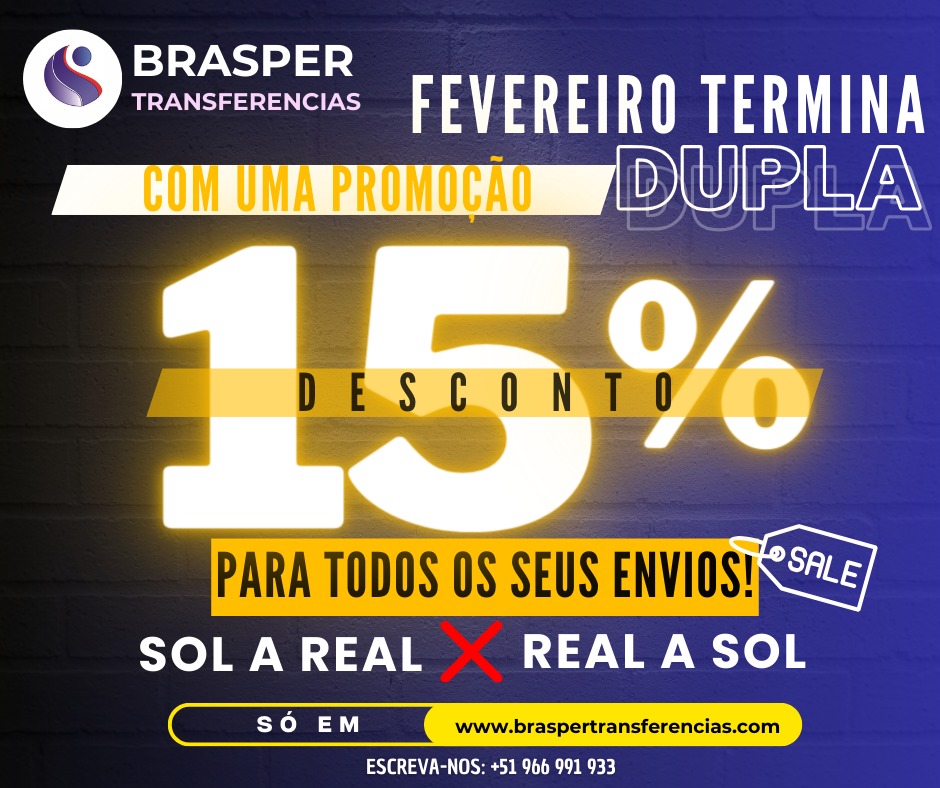 BRASPER
TRANSFERENCIAS
FEVEREIRO TERMINA
COM UMA PROMOÇÃO DUPLA
DUPLA
15%
DESCONTO
PARA TODOS OS SEUS ENVIOS!
SALE
SOL A REAL ❌ REAL A SOL
SÓ EM www.braspertransferencias.com
ESCREVA-NOS: +51 966 991 933